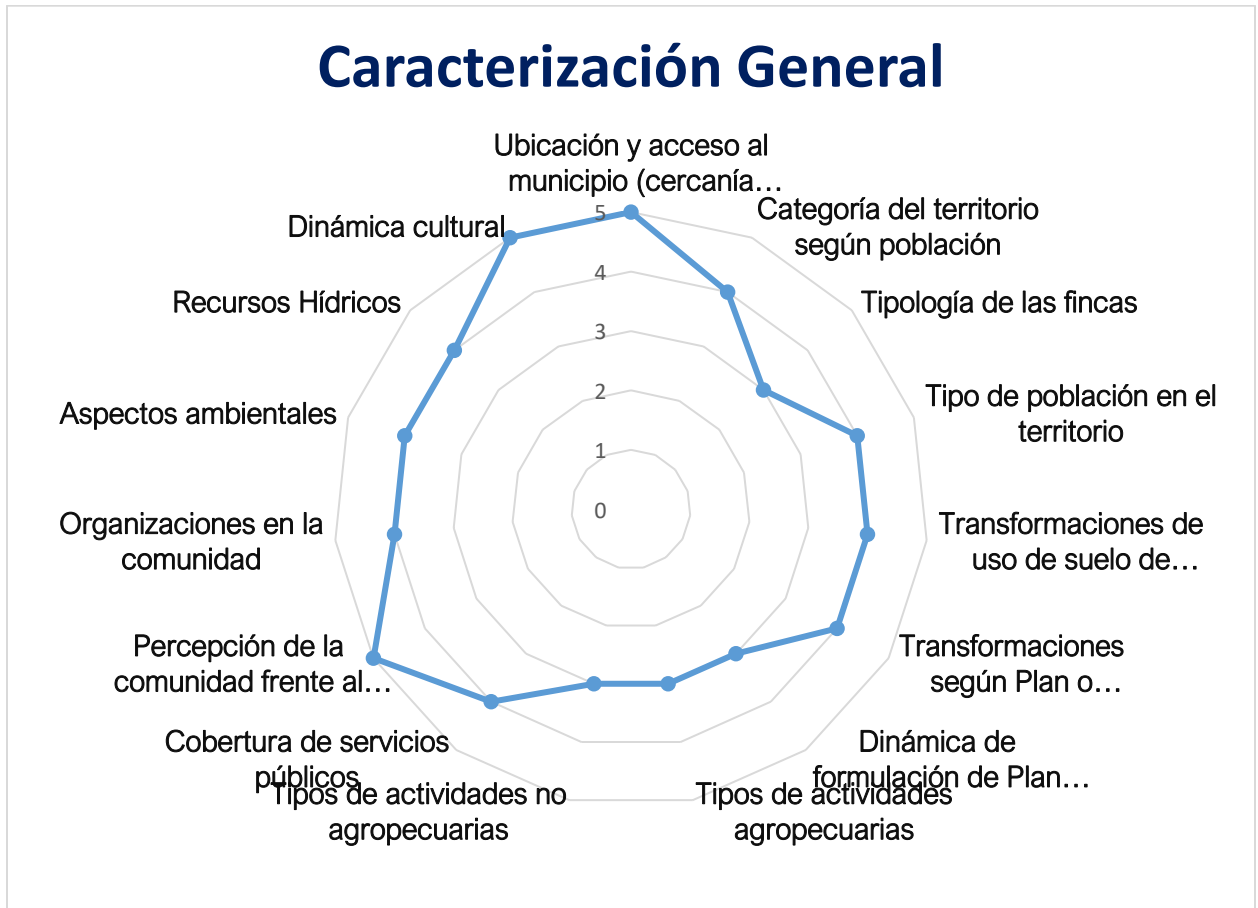 Caracterización General
Ubicación y acceso al
municipio (cercanía…
Categoría del territorio
según población
Tipología de las fincas
Tipo de población en el
territorio
Transformaciones de
uso de suelo de…
Transformaciones
según Plan o…
Dinámica de
formulación de Plan…
Tipos de actividades
agropecuarias
Tipos de actividades no
agropecuarias
Cobertura de servicios
públicos
Percepción de la
comunidad frente al…
Organizaciones en la
comunidad
Aspectos ambientales
Recursos Hídricos
Dinámica cultural
5
4
3
2
1
0